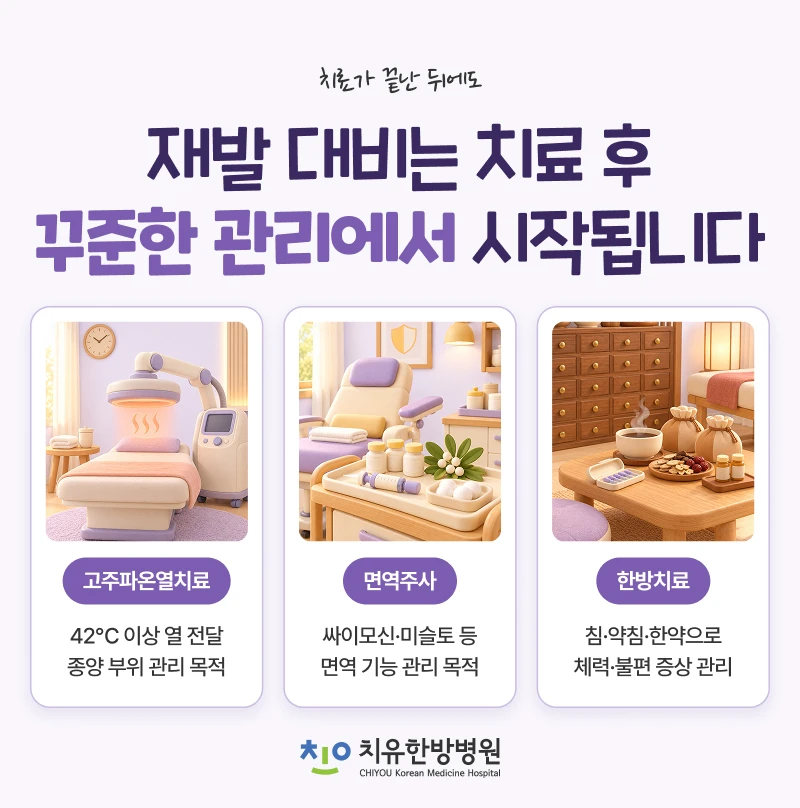 치료가 끝난 뒤에도
재발 대비는 치료 후
꾸준한 관리에서 시작됩니다
고주파온열치료
42°C 이상 열 전달
종양 부위 관리 목적
면역주사
싸이모신·미슬토 등
면역 기능 관리 목적
한방치료
침·약침·한약으로
체력·불편 증상 관리
치유 치유한방병원
CHIYOU Korean Medicine Hospital